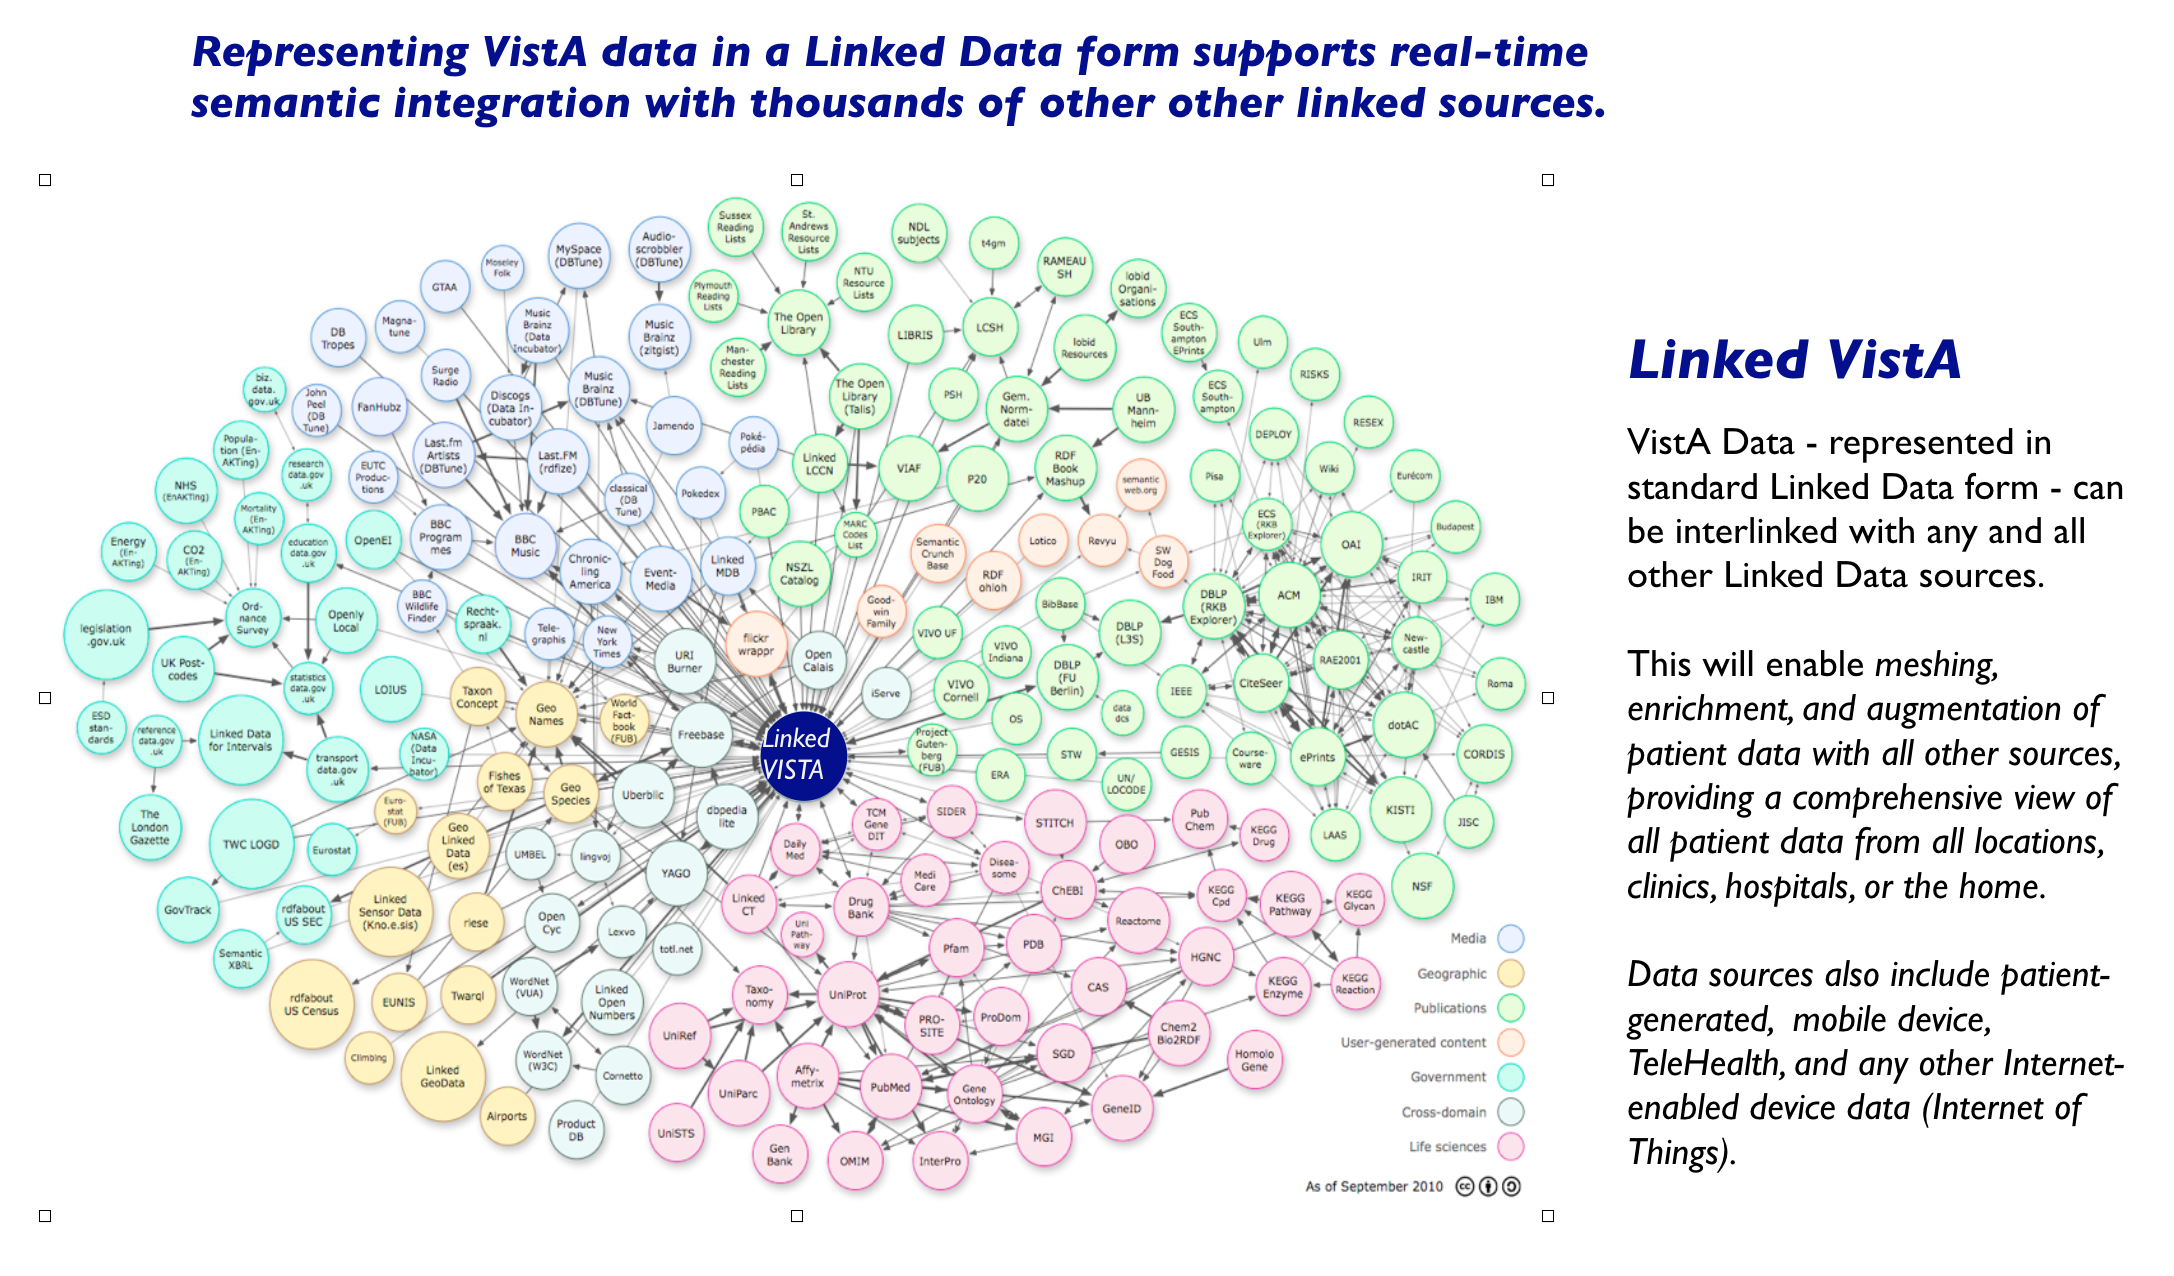 Representing VistA data in a Linked Data form supports real-time
semantic integration with thousands of other other linked sources.
Linked VistA
VistA Data - represented in
standard Linked Data form - can
be interlinked with any and all
other Linked Data sources.
This will enable meshing,
enrichment, and augmentation of
patient data with all other sources,
providing a comprehensive view of
all patient data from all locations,
clinics, hospitals, or the home.
Data sources also include patient-
generated, mobile device,
TeleHealth, and any other Internet-
enabled device data (Internet of
Things).
Sussex
Reading
Lists
St.
Andrews
Resource
Lists
NDL
subjects
t4gm
RAMEAU
SH
lobid
Organi-
sations
MySpace
(DBTune)
Audio-
scrobbler
(DBTune)
Moseley
Folk
GTAA
Plymouth
Reading
Lists
NTU
Resource
Lists
The Open
Library
LIBRIS
LCSH
lobid
Resources
ECS
South-
ampton
EPrints
Ulm
DB
Tropes
Magna-
tune
Music
Brainz
(Data
Incubator)
Music
Brainz
(zitgist)
Man-
chester
Reading
Lists
Surge
Radio
Music
Brainz
(DBTune)
The Open
Library
(Talis)
PSH
Gem.
Norm-
datei
UB
Mann-
heim
ECS
South-
ampton
RISKS
biz.
data.
gov.uk
John
Peel
(DB
Tune)
FanHubz
Discogs
(Data In-
cubator)
Jamendo
Poké-
pédia
DEPLOY
RESEX
Popula-
tion (En-
AKTing)
research
data.gov
.uk
EUTC
Produc-
tions
Last.fm
Artists
(DBTune)
Last.FM
(rdfize)
classical
(DB
Tune)
Pokedex
Linked
LCCN
VIAF
P20
RDF
Book
Mashup
semantic
web.org
Pisa
Wiki
Eurécom
NHS
(EnAKTing)
Mortality
(En-
AKTing)
PBAC
MARC
Codes
List
ECS
(RKB
Explorer)
OAI
Budapest
Energy
(En-
AKTing)
CO2
(En-
AKTing)
education
data.gov
.uk
OpenEI
BBC
Program
mes
BBC
Music
Chronic-
ling
America
Event-
Media
Linked
MDB
NSZL
Catalog
Semantic
Crunch
Base
RDF
ohloh
Lotico
Revyu
SW
Dog
Food
IRIT
legislation
.gov.uk
Ord-
nance
Survey
Openly
Local
BBC
Wildlife
Finder
Recht-
spraak.
nl
Tele-
graphis
New
York
Times
URI
Burner
flickr
wrappr
Open
Calais
Good-
win
Family
VIVO UF
BibBase
DBLP
(L3S)
DBLP
(RKB
Explorer)
ACM
IBM
UK Post-
codes
statistics
data.gov
.uk
LOIUS
Taxon
Concept
Geo
Names
World
Fact-
book
(FUB)
iServe
VIVO
Indiana
VIVO
Cornell
DBLP
(FU
Berlin)
IEEE
CiteSeer
RAE2001
New-
castle
Roma
ESD
stan-
dards
reference
data.gov
.uk
Linked Data
for Intervals
transport
data.gov
.uk
NASA
(Data
Incu-
bator)
Freebase
Linked
VISTA
Project
Guten-
berg
(FUB)
OS
data
dcs
STW
GESIS
Course-
ware
ePrints
dotAC
CORDIS
Fishes
of Texas
Geo
Species
Uberblic
dbpedia
lite
ERA
UN/
LOCODE
The
London
Gazette
TWC LOGD
Eurostat
Euro-
stat
(FUB)
Geo
Linked
Data
(es)
UMBEL
lingvoj
YAGO
Daily
Med
TCM
Gene
DIT
SIDER
STITCH
OBO
Pub
Chem
KEGG
Drug
LAAS
KISTI
JISC
GovTrack
rdfabout
US SEC
Linked
Sensor Data
(Kno.e.sis)
riese
Open
Cyc
Lexvo
Linked
CT
Drug
Bank
Medi
Care
Disea-
some
ChEBI
KEGG
Cpd
KEGG
Pathway
KEGG
Glycan
NSF
Semantic
XBRL
totl.net
Uni
Path-
way
Pfam
PDB
Reactome
HGNC
rdfabout
US Census
EUNIS
Twarql
WordNet
(VUA)
Linked
Open
Numbers
Taxo-
nomy
UniProt
CAS
KEGG
Enzyme
KEGG
Reaction
Climbing
Linked
GeoData
WordNet
(W3C)
Cornetto
UniRef
PRO-
SITE
ProDom
SGD
Chem2
Bio2RDF
Homolo
Gene
Airports
Product
DB
UniParc
Affy-
metrix
PubMed
Gene
Ontology
GeneID
UniSTS
Gen
Bank
OMIM
InterPro
MGI
Media
Geographic
Publications
User-generated content
Government
Cross-domain
Life sciences
As of September 2010
cc